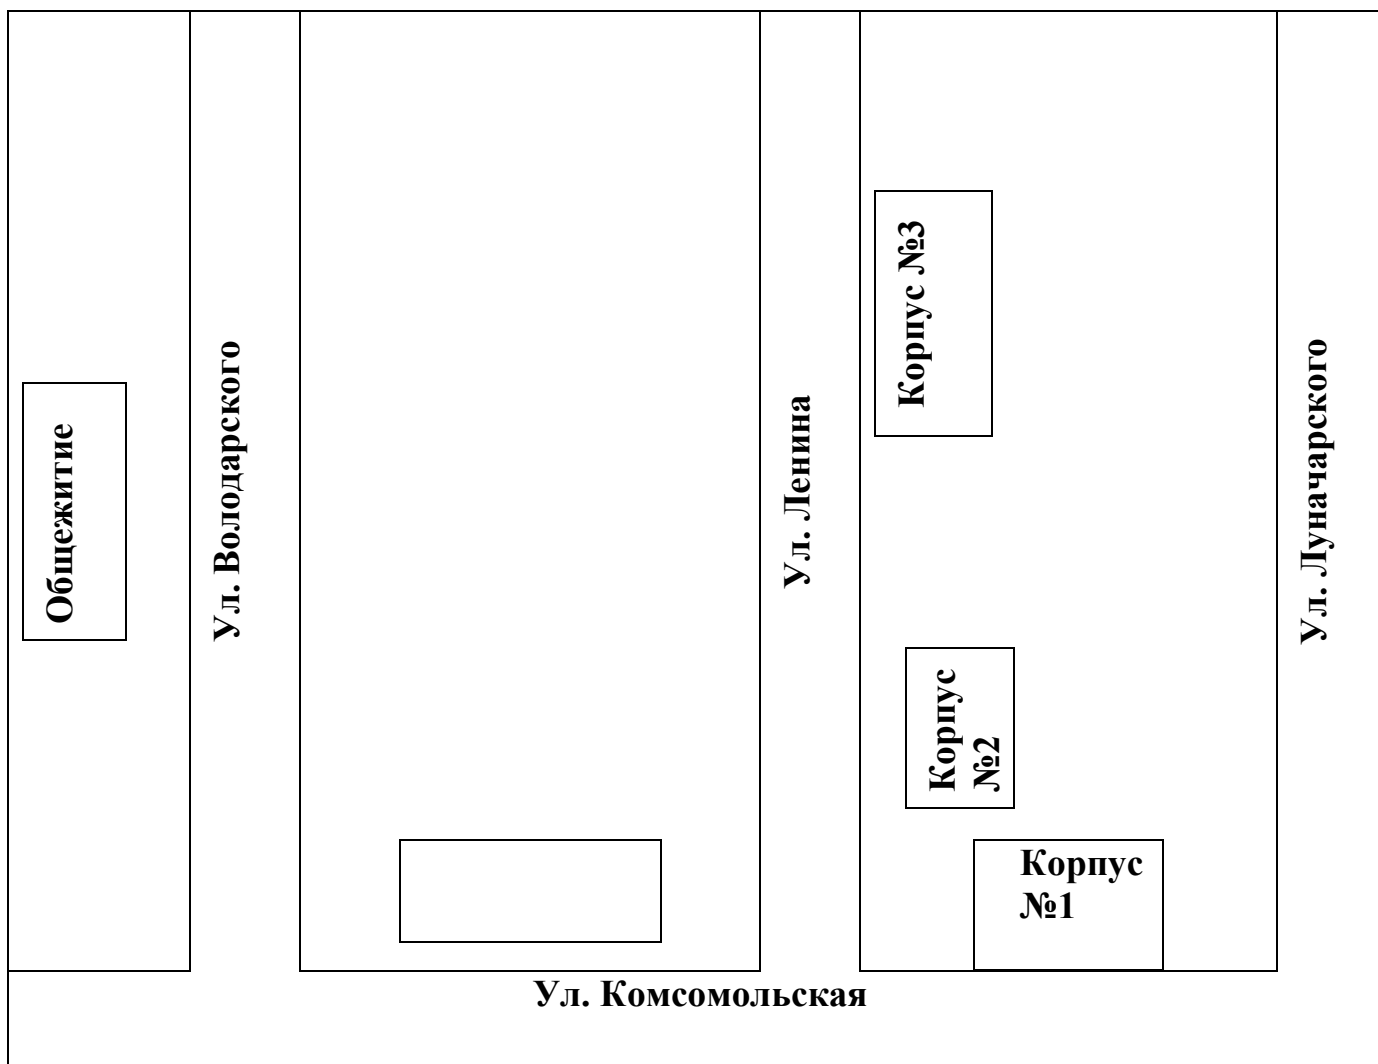 Общежитие
Ул. Володарского
Ул. Ленина
Корпус №3
Корпус
№2
Корпус
№1
Ул. Луначарского
Ул. Комсомольская